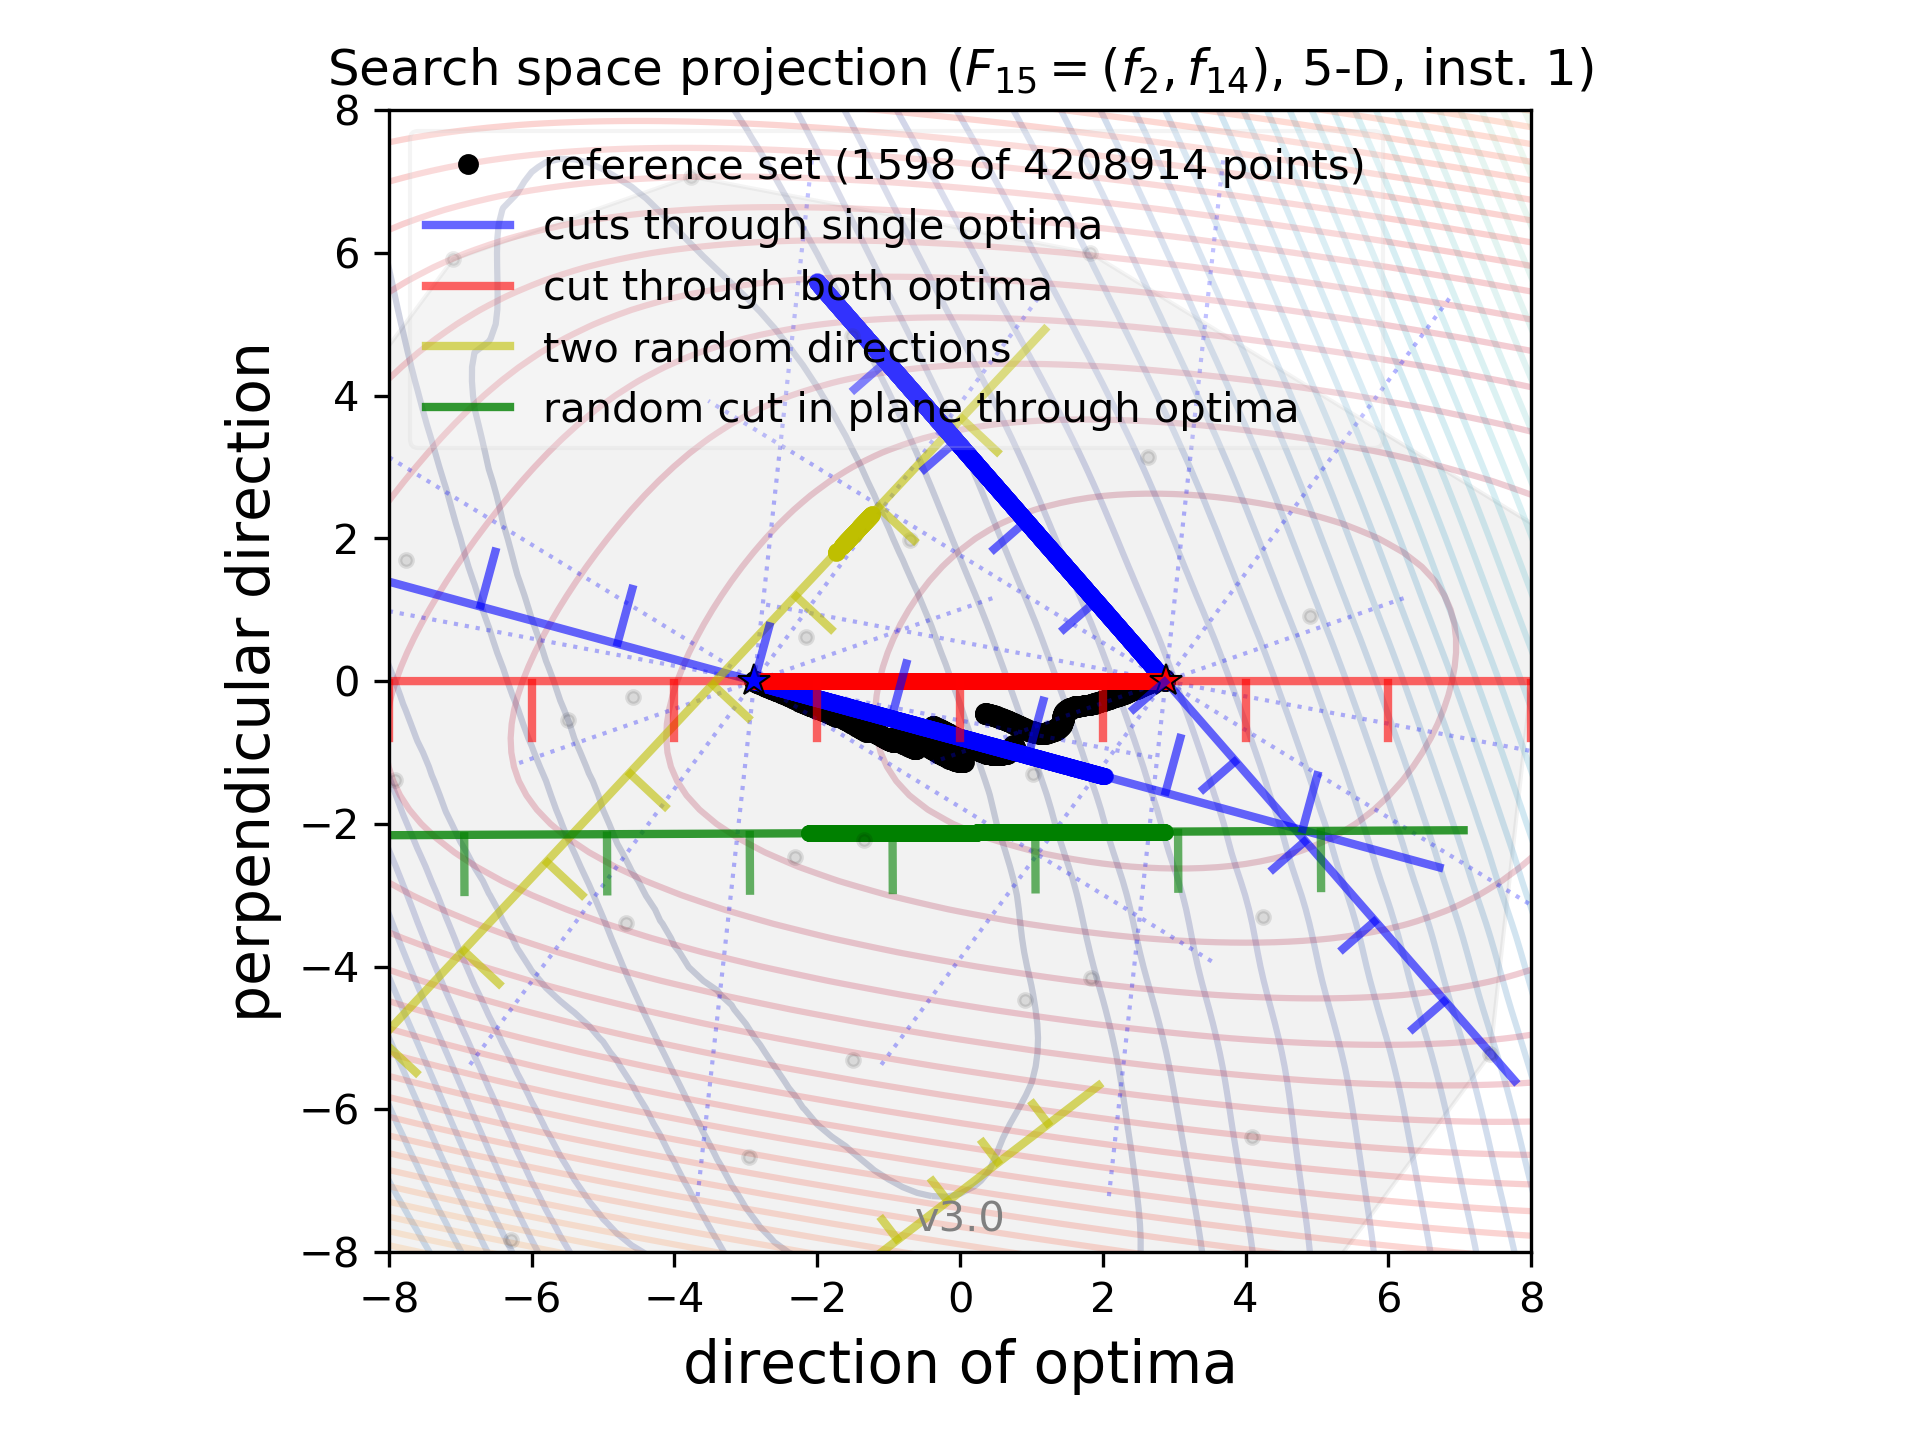 Search space projection (F₁₅ = (f₂, f₁₄), 5-D, inst. 1)
8
6
4
2
0
−2
−4
−6
−8
perpendicular direction
reference set (1598 of 4208914 points)
cuts through single optima
cut through both optima
two random directions
random cut in plane through optima
v3.0
−8 −6 −4 −2 0 2 4 6 8
direction of optima